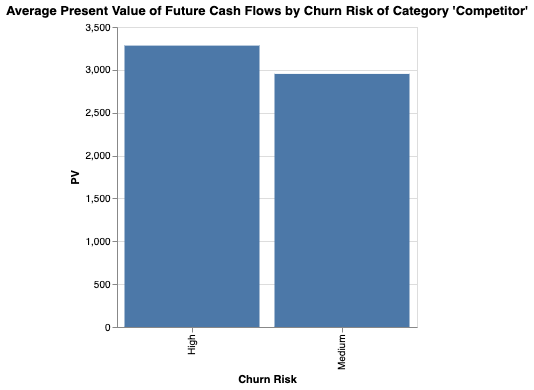 Average Present Value of Future Cash Flows by Churn Risk of Category 'Competitor'
3,500
3,000
2,500
2,000
1,500
1,000
500
0
PV
High
Medium
Churn Risk